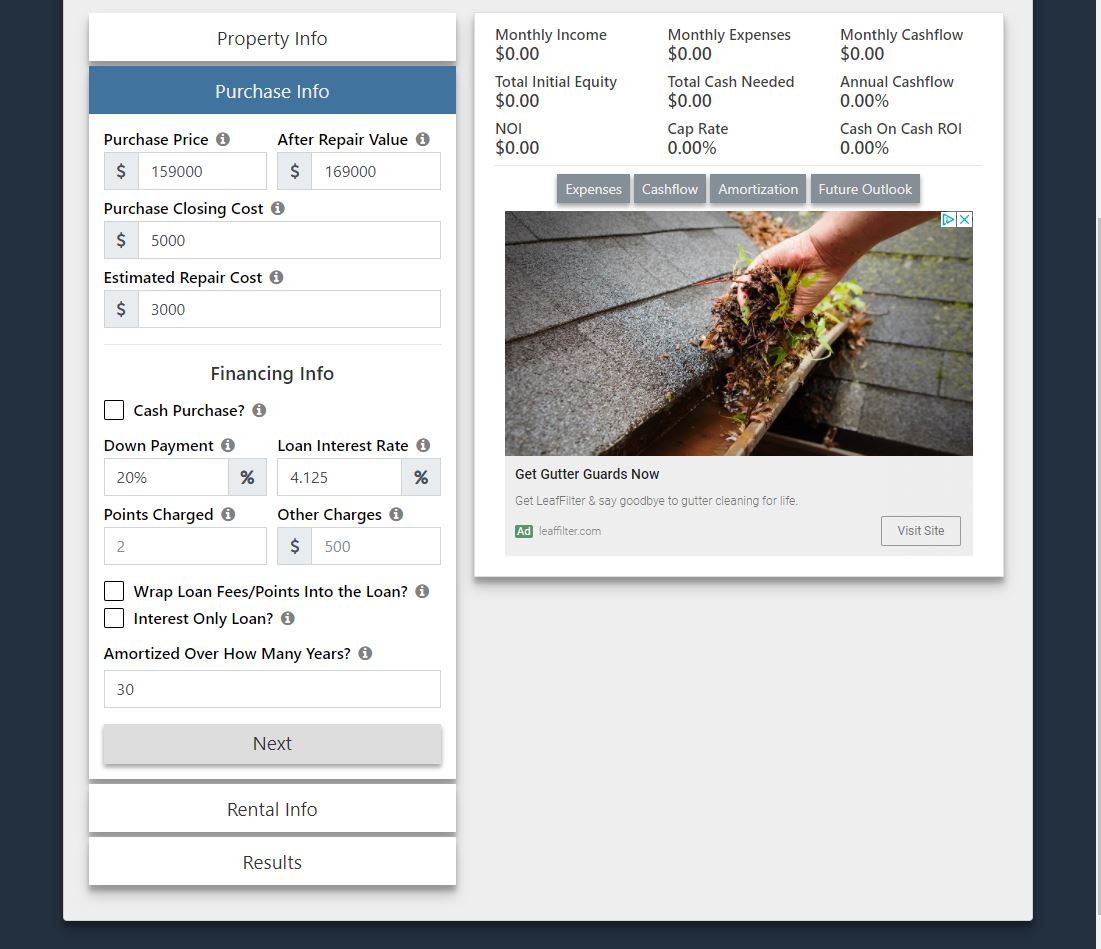 Property Info
Purchase Info
Purchase Price
After Repair Value
$ 159000
$ 169000
Purchase Closing Cost
$ 5000
Estimated Repair Cost
$ 3000
Financing Info
Cash Purchase?
Down Payment
Loan Interest Rate
20% %
4.125 %
Points Charged
Other Charges
2
$ 500
Wrap Loan Fees/Points Into the Loan?
Interest Only Loan?
Amortized Over How Many Years?
30
Next
Rental Info
Results
Monthly Income
Monthly Expenses
Monthly Cashflow
$0.00
$0.00
$0.00
Total Initial Equity
Total Cash Needed
Annual Cashflow
$0.00
$0.00
0.00%
NOI
Cap Rate
Cash On Cash ROI
$0.00
0.00%
0.00%
Expenses
Cashflow
Amortization
Future Outlook
Get Gutter Guards Now
Get LeafFilter & say goodbye to gutter cleaning for life.
Ad leaffilter.com
Visit Site